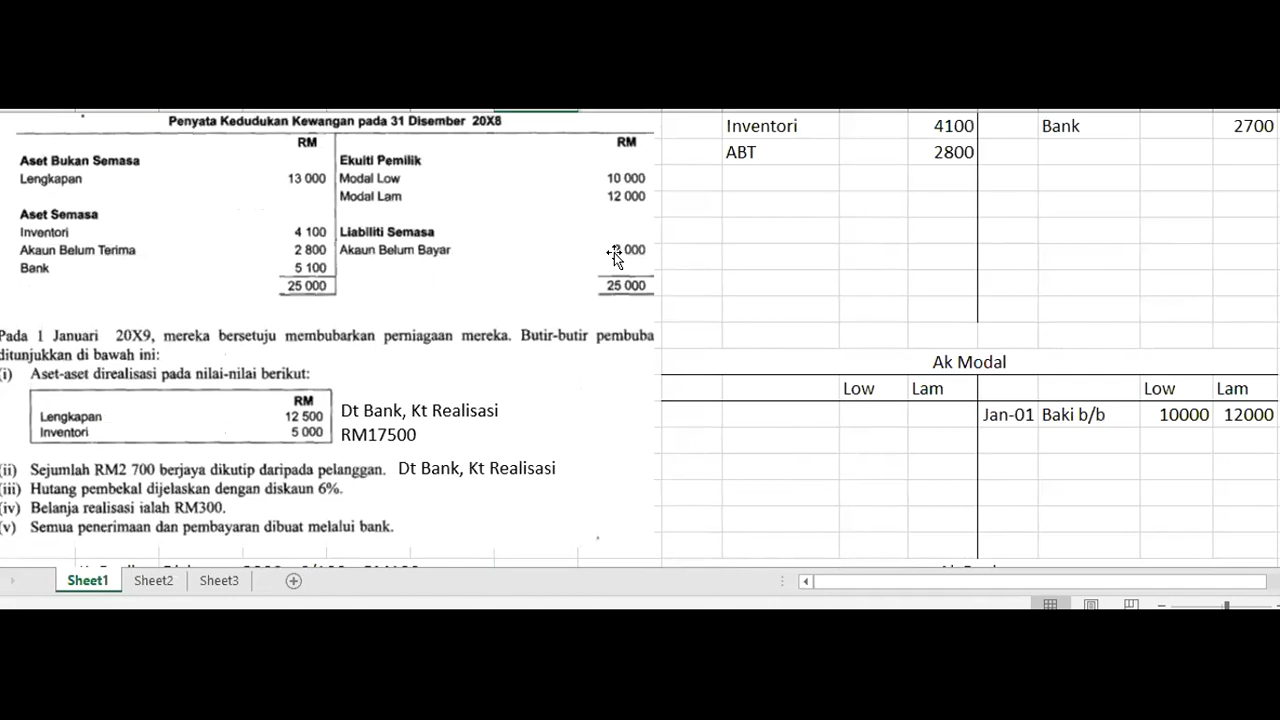 Penyata Kedudukan Kewangan pada 31 Disember 20X8
RM RM
Aset Bukan Semasa Ekuiti Pemilik
Lengkapan 13 000 Modal Low 10 000
Modal Lam 12 000
Aset Semasa
Inventori 4 100 Liabiliti Semasa
Akaun Belum Terima 2 800 Akaun Belum Bayar 000
Bank 5 100
25 000 25 000
Pada 1 Januari 20X9, mereka bersetuju membubarkan perniagaan mereka. Butir-butir pembuba
ditunjukkan di bawah ini:
(i) Aset-aset direalisasi pada nilai-nilai berikut:
RM
Lengkapan 12 500
Inventori 5 000
Dt Bank, Kt Realisasi
RM17500
(ii) Sejumlah RM2 700 berjaya dikutip daripada pelanggan. Dt Bank, Kt Realisasi
(iii) Hutang pembekal dijelaskan dengan diskaun 6%.
(iv) Belanja realisasi ialah RM300.
(v) Semua penerimaan dan pembayaran dibuat melalui bank.
Inventori 4100 Bank 2700
ABT 2800
Ak Modal
Low Lam Low Lam
Jan-01 Baki b/b 10000 12000
Sheet1 Sheet2 Sheet3